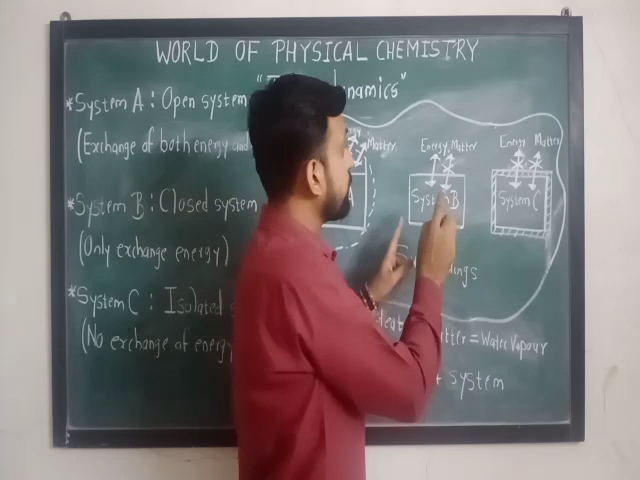 WORLD OF PHYSICAL CHEMISTRY
*System A : Open system
(Exchange of both energy and
Matter
A
Energy Matter
System B
Energy Matter
System C
*System B : Closed system
(Only exchange energy)
*System C : Isolated
(No exchange of energy
= Water Vapour
+ system